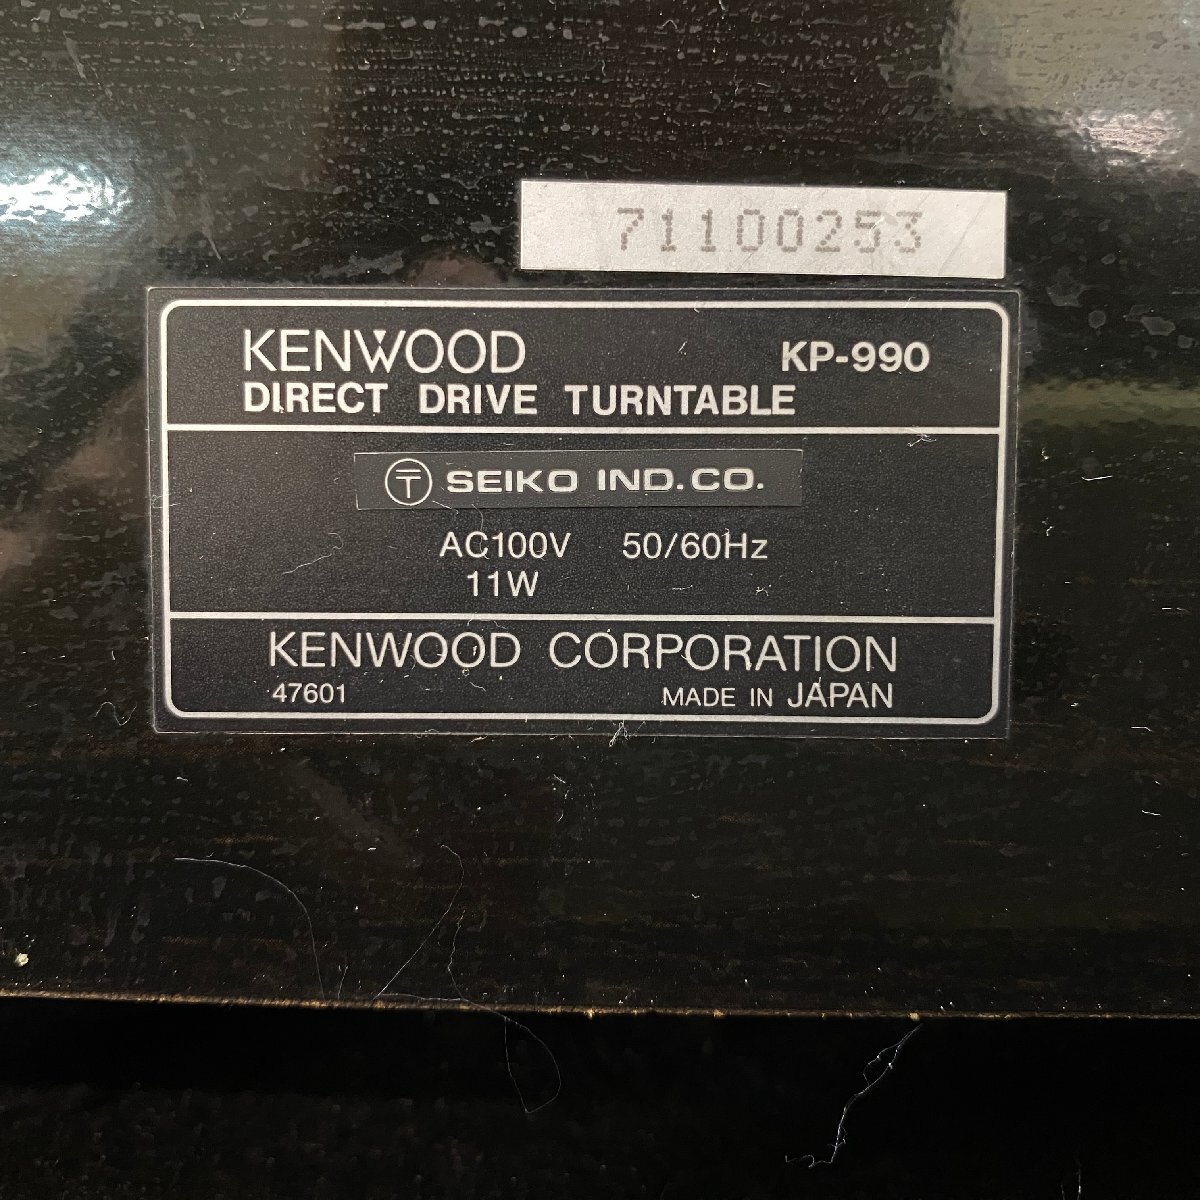 71100253
KENWOOD KP-990
DIRECT DRIVE TURNTABLE
〒 SEIKO IND. CO.
AC100V 50/60Hz
11W
KENWOOD CORPORATION
47601 MADE IN JAPAN